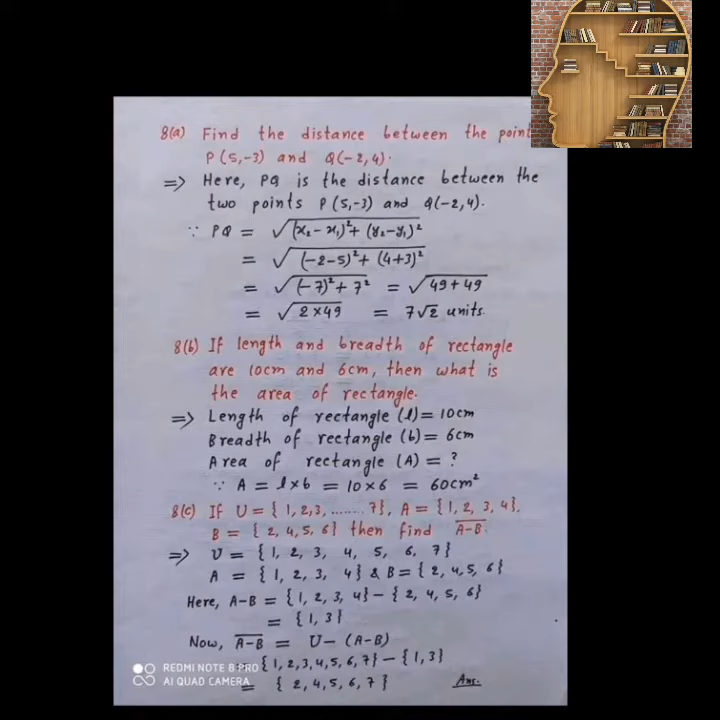 8(a) Find the distance between the point
P(5,-3) and Q(-2,4).
⇒ Here, PQ is the distance between the
two points P(5,-3) and Q(-2,4).
∵ PQ = √((x₂-x₁)²+(y₂-y₁)²)
= √((-2-5)²+(4+3)²)
= √((-7)²+7²) = √(49+49)
= √(2×49) = 7√2 units.
8(b) If length and breadth of rectangle
are 10cm and 6cm, then what is
the area of rectangle.
⇒ Length of rectangle (l) = 10cm
Breadth of rectangle (b) = 6cm
Area of rectangle (A) = ?
∵ A = l×b = 10×6 = 60cm²
8(c) If U = {1,2,3,........7}, A = {1,2,3,4},
B = {2,4,5,6} then find A̅-̅B̅.
⇒ U = {1, 2, 3, 4, 5, 6, 7}
A = {1, 2, 3, 4} & B = {2, 4, 5, 6}
Here, A-B = {1, 2, 3, 4} - {2, 4, 5, 6}
= {1, 3}
Now, A̅-̅B̅ = U-(A-B)
= {1,2,3,4,5,6,7} - {1,3}
= {2,4,5,6,7} Ans.
REDMI NOTE 8 PRO
AI QUAD CAMERA